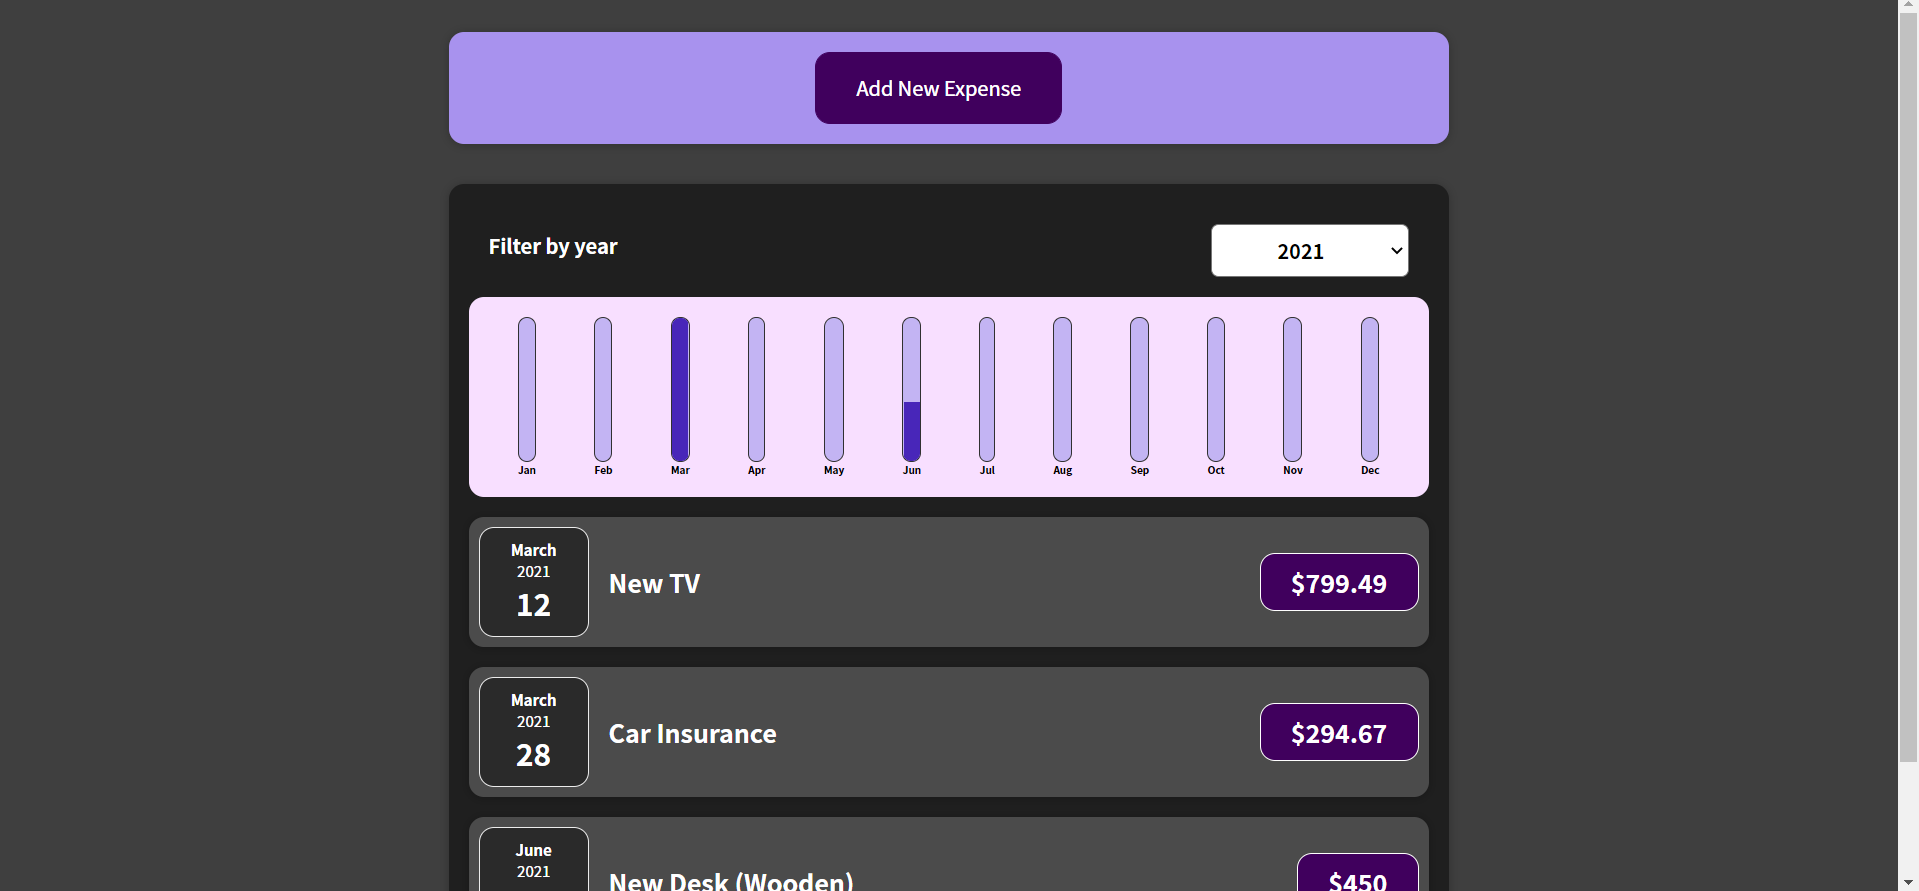 Add New Expense
Filter by year
2021
Jan Feb Mar Apr May Jun Jul Aug Sep Oct Nov Dec
March
2021
12
New TV
$799.49
March
2021
28
Car Insurance
$294.67
June
2021
New Desk (Wooden)
$450